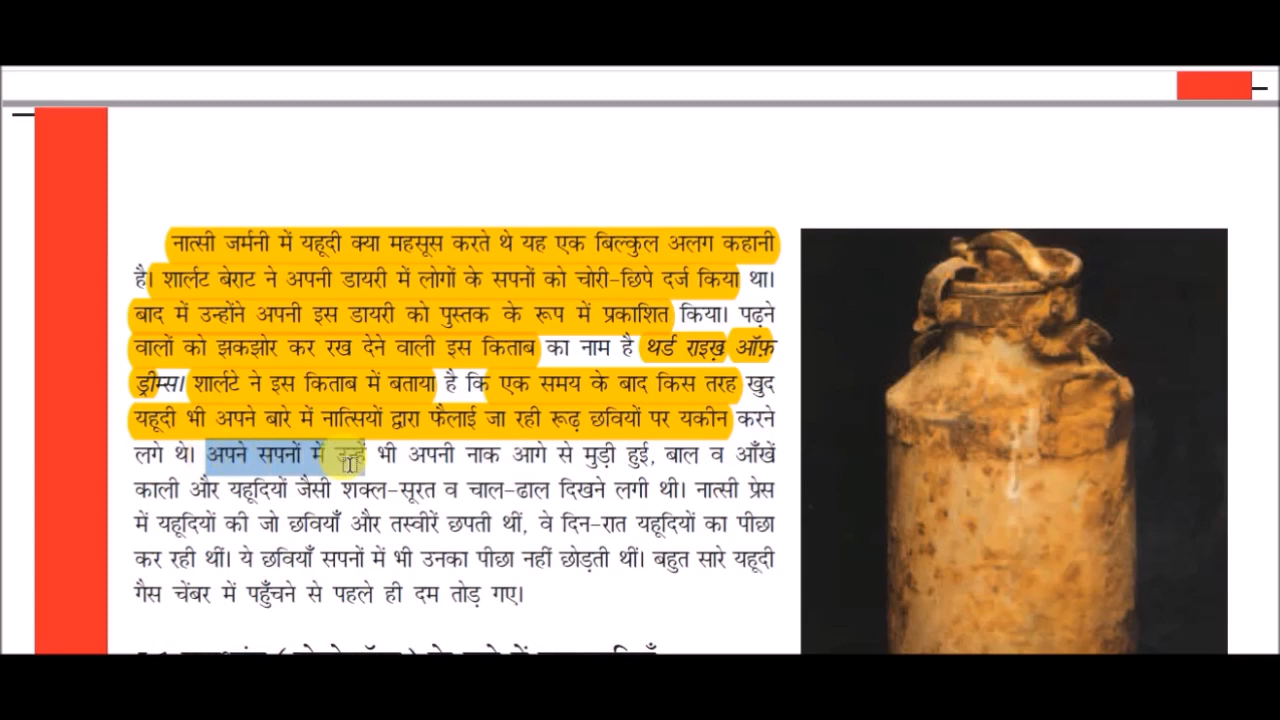 नात्सी जर्मनी में यहूदी क्या महसूस करते थे यह एक बिल्कुल अलग कहानी
है। शार्लट बेराट ने अपनी डायरी में लोगों के सपनों को चोरी-छिपे दर्ज किया था।
बाद में उन्होंने अपनी इस डायरी को पुस्तक के रूप में प्रकाशित किया। पढ़ने
वालों को झकझोर कर रख देने वाली इस किताब का नाम है थर्ड राइख़ ऑफ़
ड्रीम्स। शार्लटे ने इस किताब में बताया है कि एक समय के बाद किस तरह खुद
यहूदी भी अपने बारे में नात्सियों द्वारा फैलाई जा रही रूढ़ छवियों पर यकीन करने
लगे थे। अपने सपनों में उन्हें भी अपनी नाक आगे से मुड़ी हुई, बाल व आँखें
काली और यहूदियों जैसी शक्ल-सूरत व चाल-ढाल दिखने लगी थी। नात्सी प्रेस
में यहूदियों की जो छवियाँ और तस्वीरें छपती थीं, वे दिन-रात यहूदियों का पीछा
कर रही थीं। ये छवियाँ सपनों में भी उनका पीछा नहीं छोड़ती थीं। बहुत सारे यहूदी
गैस चेंबर में पहुँचने से पहले ही दम तोड़ गए।